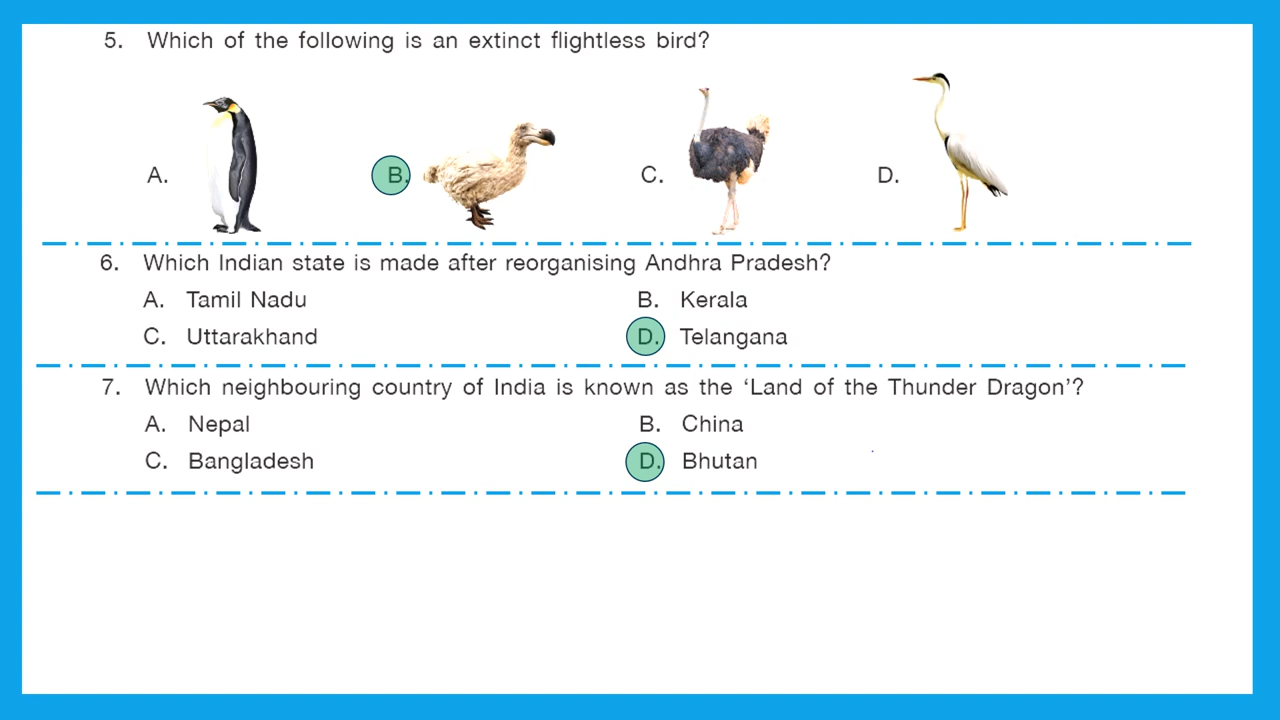 5. Which of the following is an extinct flightless bird?
A. B. C. D.
6. Which Indian state is made after reorganising Andhra Pradesh?
A. Tamil Nadu B. Kerala
C. Uttarakhand D. Telangana
7. Which neighbouring country of India is known as the ‘Land of the Thunder Dragon’?
A. Nepal B. China
C. Bangladesh D. Bhutan